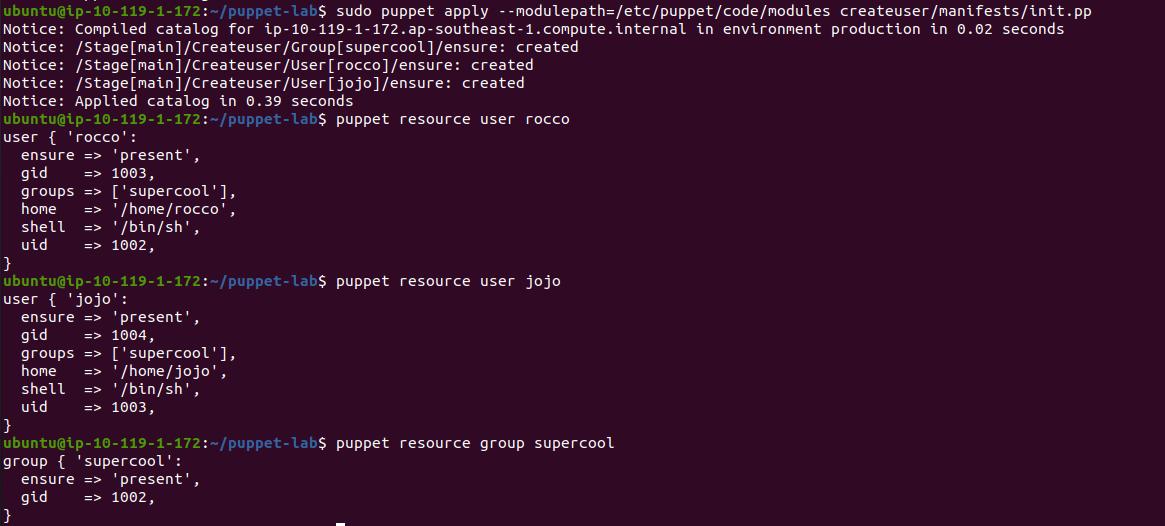 ubuntu@ip-10-119-1-172:~/puppet-lab$ sudo puppet apply --modulepath=/etc/puppet/code/modules createuser/manifests/init.pp
Notice: Compiled catalog for ip-10-119-1-172.ap-southeast-1.compute.internal in environment production in 0.02 seconds
Notice: /Stage[main]/Createuser/Group[supercool]/ensure: created
Notice: /Stage[main]/Createuser/User[rocco]/ensure: created
Notice: /Stage[main]/Createuser/User[jojo]/ensure: created
Notice: Applied catalog in 0.39 seconds
ubuntu@ip-10-119-1-172:~/puppet-lab$ puppet resource user rocco
user { 'rocco':
  ensure => 'present',
  gid    => 1003,
  groups => ['supercool'],
  home   => '/home/rocco',
  shell  => '/bin/sh',
  uid    => 1002,
}
ubuntu@ip-10-119-1-172:~/puppet-lab$ puppet resource user jojo
user { 'jojo':
  ensure => 'present',
  gid    => 1004,
  groups => ['supercool'],
  home   => '/home/jojo',
  shell  => '/bin/sh',
  uid    => 1003,
}
ubuntu@ip-10-119-1-172:~/puppet-lab$ puppet resource group supercool
group { 'supercool':
  ensure => 'present',
  gid    => 1002,
}